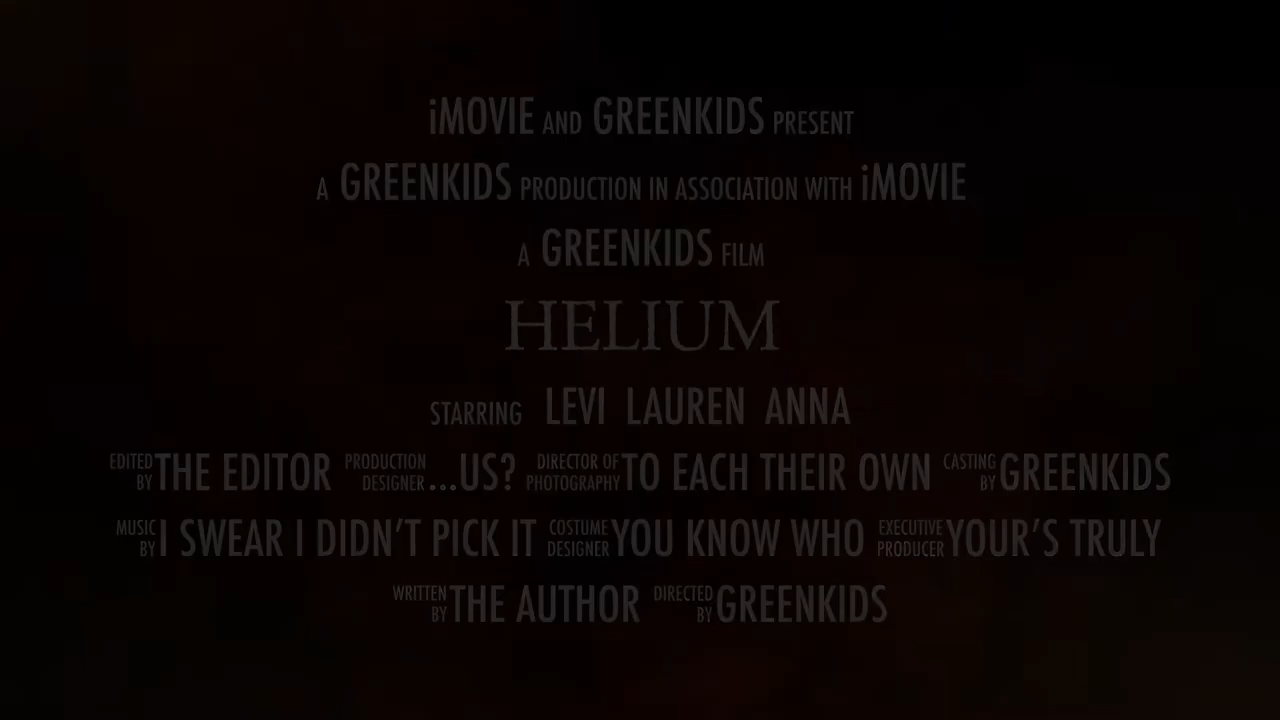 iMOVIE AND GREENKIDS PRESENT
A GREENKIDS PRODUCTION IN ASSOCIATION WITH iMOVIE
A GREENKIDS FILM
HELIUM
STARRING LEVI LAUREN ANNA
EDITED BY THE EDITOR PRODUCTION DESIGNER ...US? DIRECTOR OF PHOTOGRAPHY TO EACH THEIR OWN CASTING BY GREENKIDS
MUSIC BY I SWEAR I DIDN'T PICK IT COSTUME DESIGNER YOU KNOW WHO EXECUTIVE PRODUCER YOUR'S TRULY
WRITTEN BY THE AUTHOR DIRECTED BY GREENKIDS